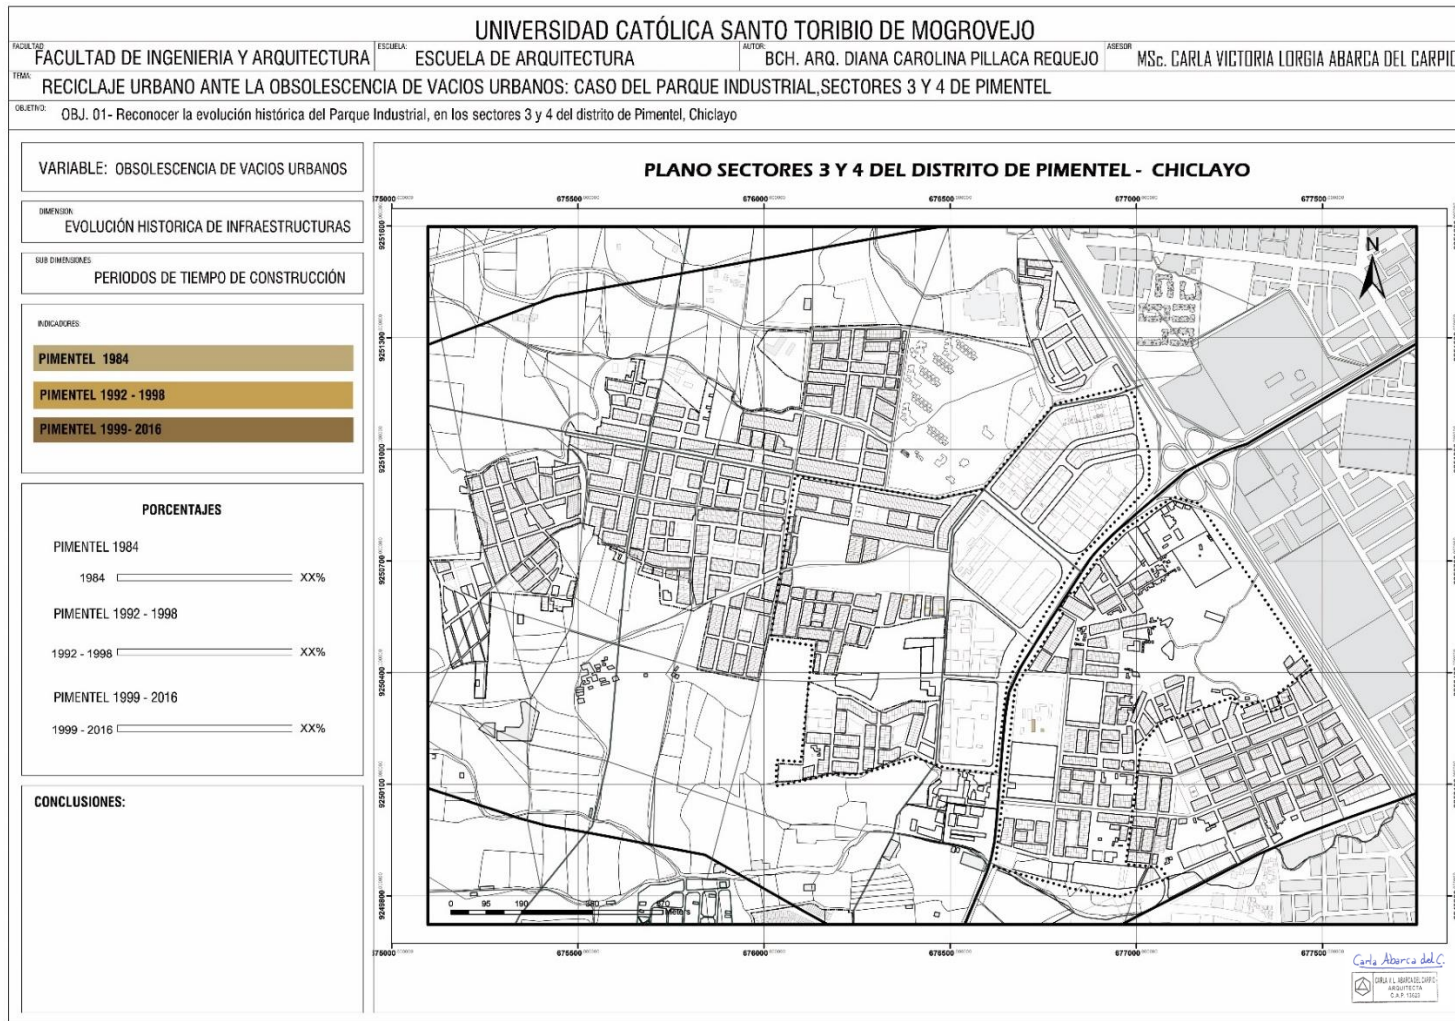 UNIVERSIDAD CATÓLICA SANTO TORIBIO DE MOGROVEJO
FACULTAD
FACULTAD DE INGENIERIA Y ARQUITECTURA
ESCUELA:
ESCUELA DE ARQUITECTURA
AUTOR:
BCH. ARQ. DIANA CAROLINA PILLACA REQUEJO
ASESOR
MSc. CARLA VICTORIA LORGIA ABARCA DEL CARPIO
TEMA:
RECICLAJE URBANO ANTE LA OBSOLESCENCIA DE VACIOS URBANOS: CASO DEL PARQUE INDUSTRIAL,SECTORES 3 Y 4 DE PIMENTEL
OBJETIVO:
OBJ. 01- Reconocer la evolución histórica del Parque Industrial, en los sectores 3 y 4 del distrito de Pimentel, Chiclayo
VARIABLE: OBSOLESCENCIA DE VACIOS URBANOS
DIMENSION:
EVOLUCIÓN HISTORICA DE INFRAESTRUCTURAS
SUB DIMENSIONES:
PERIODOS DE TIEMPO DE CONSTRUCCIÓN
INDICADORES:
PIMENTEL 1984
PIMENTEL 1992 - 1998
PIMENTEL 1999- 2016
PORCENTAJES
PIMENTEL 1984
1984 XX%
PIMENTEL 1992 - 1998
1992 - 1998 XX%
PIMENTEL 1999 - 2016
1999 - 2016 XX%
CONCLUSIONES:
PLANO SECTORES 3 Y 4 DEL DISTRITO DE PIMENTEL - CHICLAYO
675500 676000 676500 677000 677500
N
9251600
9251300
9251000
9250700
9250400
9250100
9249800
0 95 190
675500 676000 676500 677000 677500
Carla Abarca del C.
ARQUITECTA